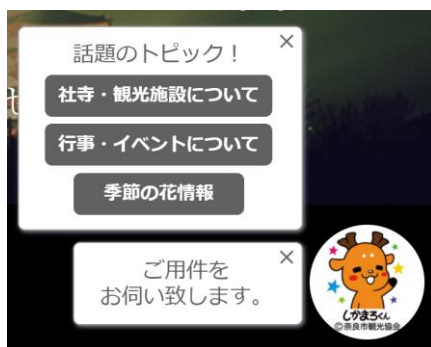 話題のトピック！
社寺・観光施設について
行事・イベントについて
季節の花情報
ご用件を
お伺い致します。
しかまろくん
©奈良市観光協会